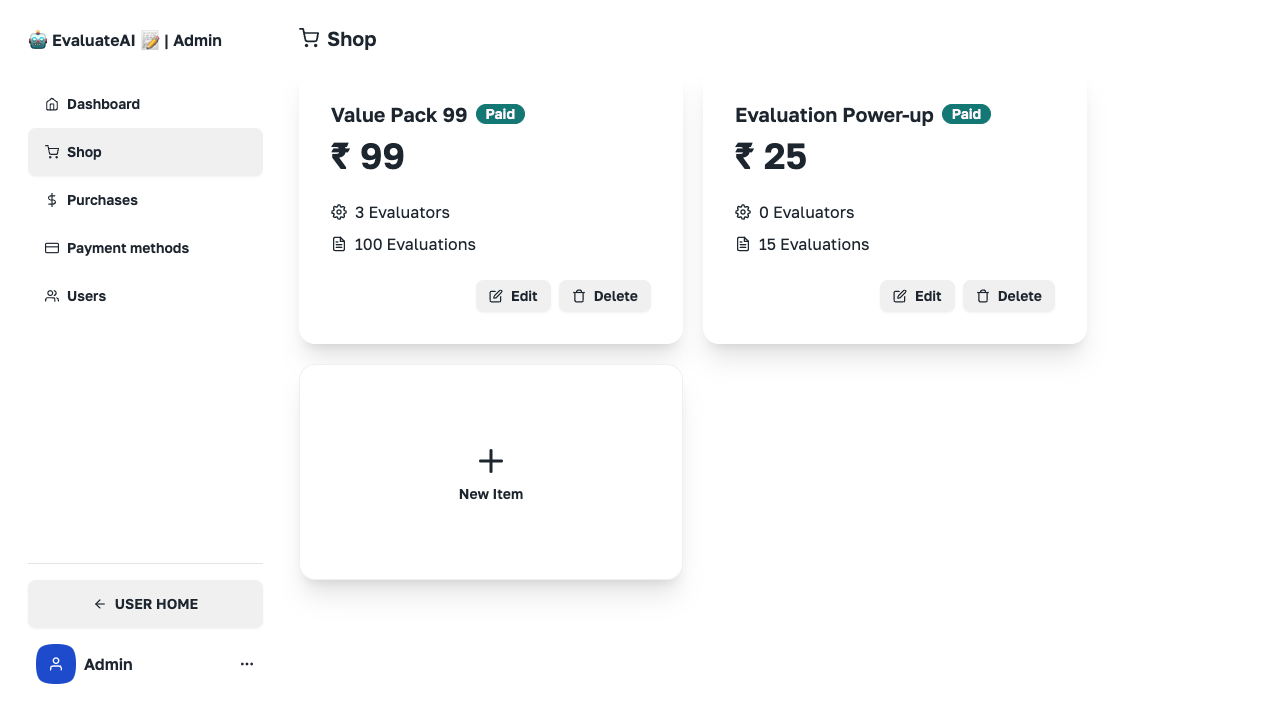 🤖 EvaluateAI 📝 | Admin
Dashboard
Shop
Purchases
Payment methods
Users
USER HOME
Admin
Shop
Value Pack 99 Paid
₹ 99
3 Evaluators
100 Evaluations
Edit Delete
Evaluation Power-up Paid
₹ 25
0 Evaluators
15 Evaluations
Edit Delete
New Item